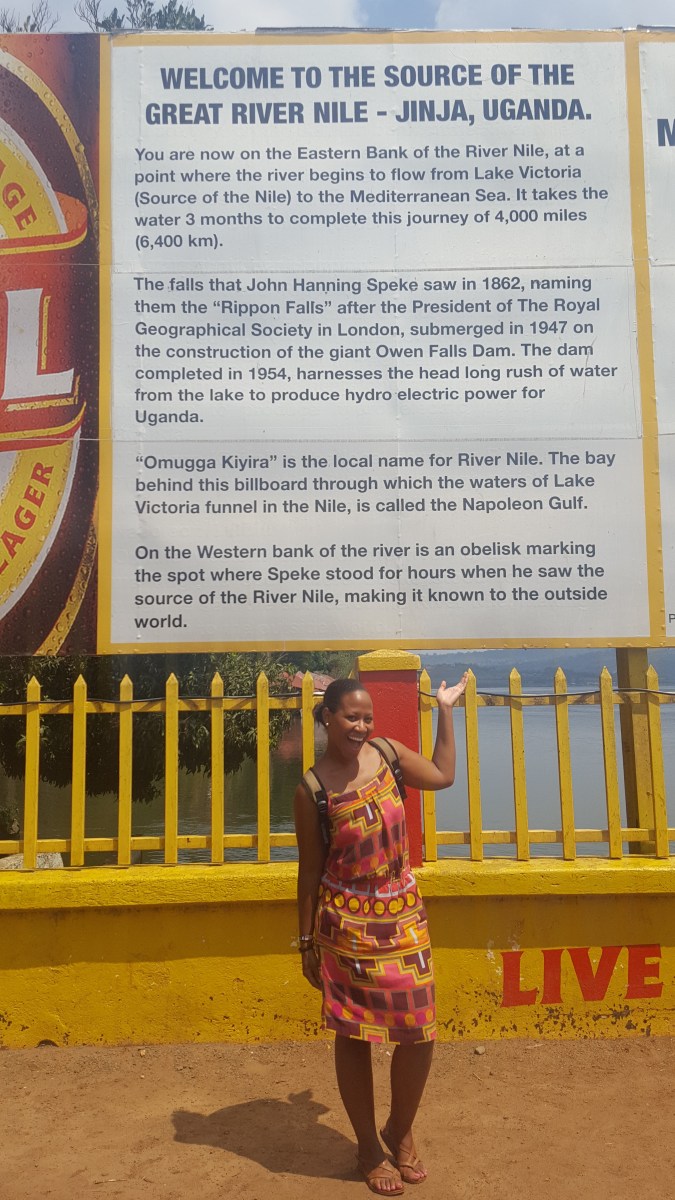 WELCOME TO THE SOURCE OF THE
GREAT RIVER NILE - JINJA, UGANDA.
You are now on the Eastern Bank of the River Nile, at a
point where the river begins to flow from Lake Victoria
(Source of the Nile) to the Mediterranean Sea. It takes the
water 3 months to complete this journey of 4,000 miles
(6,400 km).
The falls that John Hanning Speke saw in 1862, naming
them the “Rippon Falls” after the President of The Royal
Geographical Society in London, submerged in 1947 on
the construction of the giant Owen Falls Dam. The dam
completed in 1954, harnesses the head long rush of water
from the lake to produce hydro electric power for
Uganda.
“Omugga Kiyira” is the local name for River Nile. The bay
behind this billboard through which the waters of Lake
Victoria funnel in the Nile, is called the Napoleon Gulf.
On the Western bank of the river is an obelisk marking
the spot where Speke stood for hours when he saw the
source of the River Nile, making it known to the outside
world.
AGE
L
LAGER
M
P
LIVE